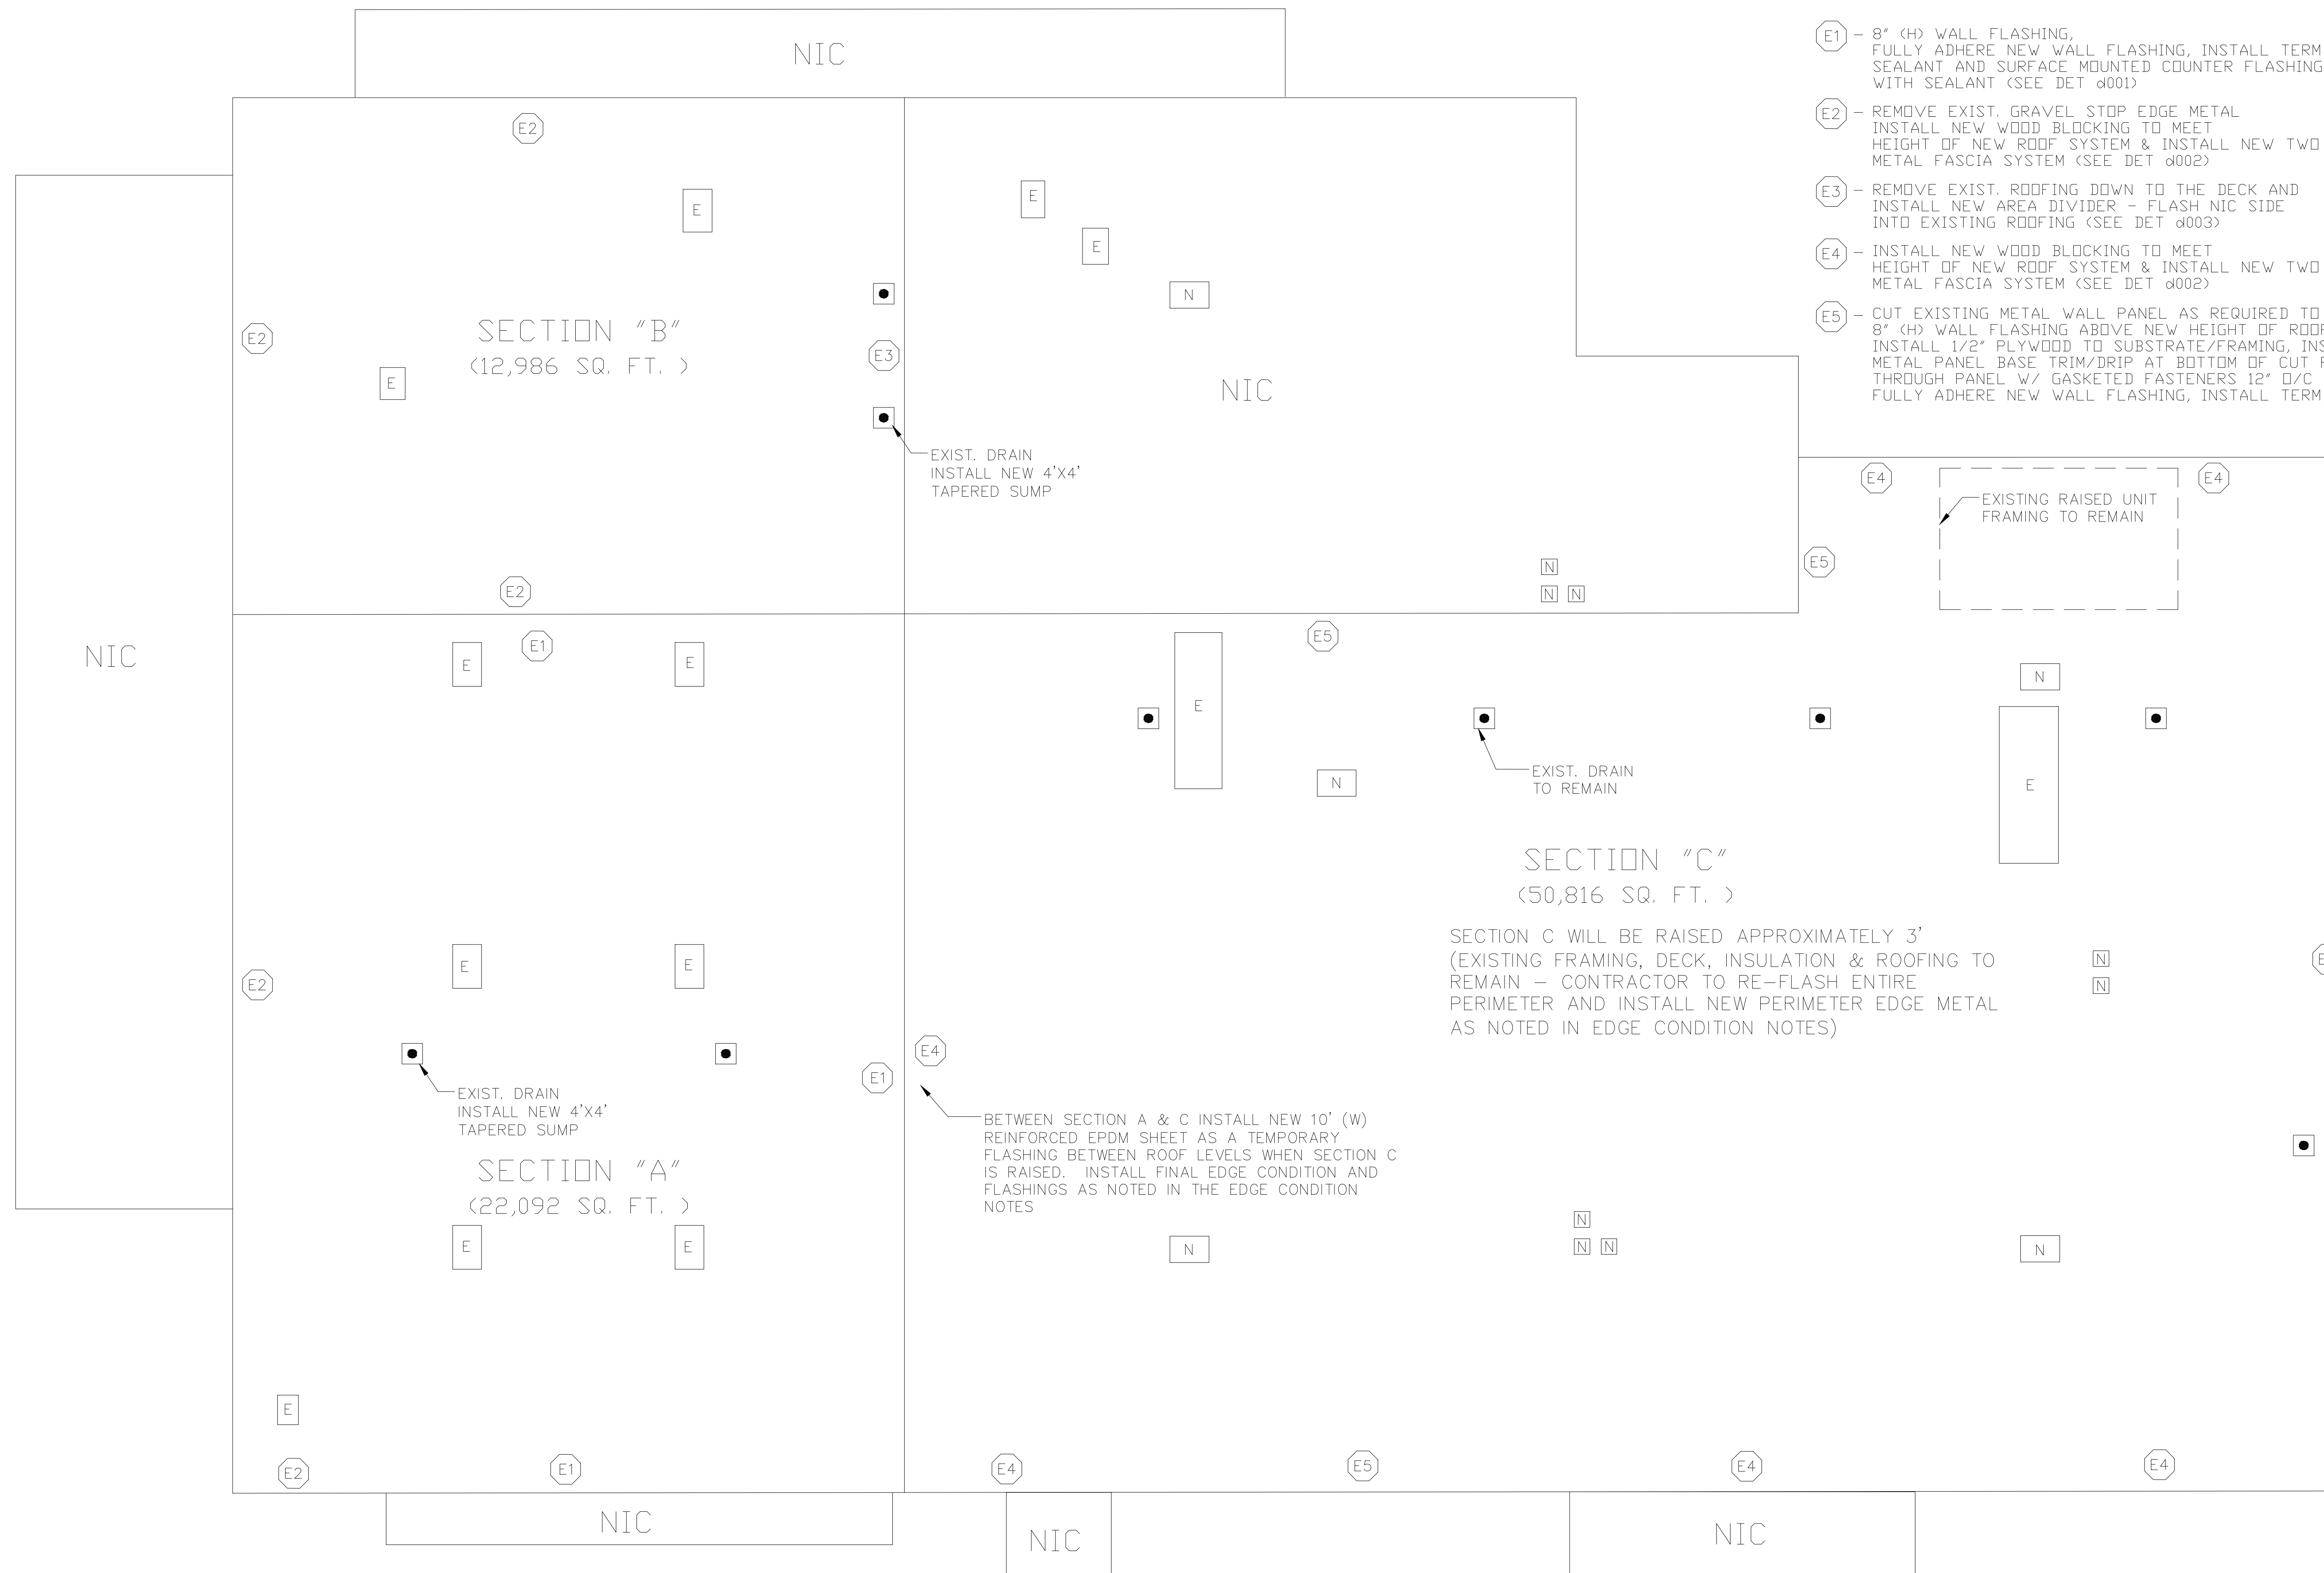 NIC
E1 – 8" (H) WALL FLASHING,
FULLY ADHERE NEW WALL FLASHING, INSTALL TERM
SEALANT AND SURFACE MOUNTED COUNTER FLASHING
WITH SEALANT (SEE DET d001)
E2 – REMOVE EXIST. GRAVEL STOP EDGE METAL
INSTALL NEW WOOD BLOCKING TO MEET
HEIGHT OF NEW ROOF SYSTEM & INSTALL NEW TWO
METAL FASCIA SYSTEM (SEE DET d002)
E3 – REMOVE EXIST. ROOFING DOWN TO THE DECK AND
INSTALL NEW AREA DIVIDER – FLASH NIC SIDE
INTO EXISTING ROOFING (SEE DET d003)
E4 – INSTALL NEW WOOD BLOCKING TO MEET
HEIGHT OF NEW ROOF SYSTEM & INSTALL NEW TWO
METAL FASCIA SYSTEM (SEE DET d002)
E5 – CUT EXISTING METAL WALL PANEL AS REQUIRED TO
8" (H) WALL FLASHING ABOVE NEW HEIGHT OF
INSTALL 1/2" PLYWOOD TO SUBSTRATE/FRAMING,
METAL PANEL BASE TRIM/DRIP AT BOTTOM OF CUT
THROUGH PANEL W/ GASKETED FASTENERS 12" O/C
FULLY ADHERE NEW WALL FLASHING, INSTALL TERM
E2
E
E
E
N
SECTION "B"
(12,986 SQ. FT. )
E2
E3
E
NIC
EXIST. DRAIN
INSTALL NEW 4'X4'
TAPERED SUMP
E4
E4
EXISTING RAISED UNIT
FRAMING TO REMAIN
E5
N
N
N
E2
E1
E5
NIC
E
E
E
N
N
E
EXIST. DRAIN
TO REMAIN
SECTION "C"
(50,816 SQ. FT. )
SECTION C WILL BE RAISED APPROXIMATELY 3'
(EXISTING FRAMING, DECK, INSULATION & ROOFING TO
REMAIN – CONTRACTOR TO RE–FLASH ENTIRE
PERIMETER AND INSTALL NEW PERIMETER EDGE METAL
AS NOTED IN EDGE CONDITION NOTES)
N
N
E
E
E2
E4
E1
EXIST. DRAIN
INSTALL NEW 4'X4'
TAPERED SUMP
BETWEEN SECTION A & C INSTALL NEW 10' (W)
REINFORCED EPDM SHEET AS A TEMPORARY
FLASHING BETWEEN ROOF LEVELS WHEN SECTION C
IS RAISED. INSTALL FINAL EDGE CONDITION AND
FLASHINGS AS NOTED IN THE EDGE CONDITION
NOTES
SECTION "A"
(22,092 SQ. FT. )
E
E
N
N
N
N
N
E
E2
E1
E4
E5
E4
E4
NIC
NIC
NIC